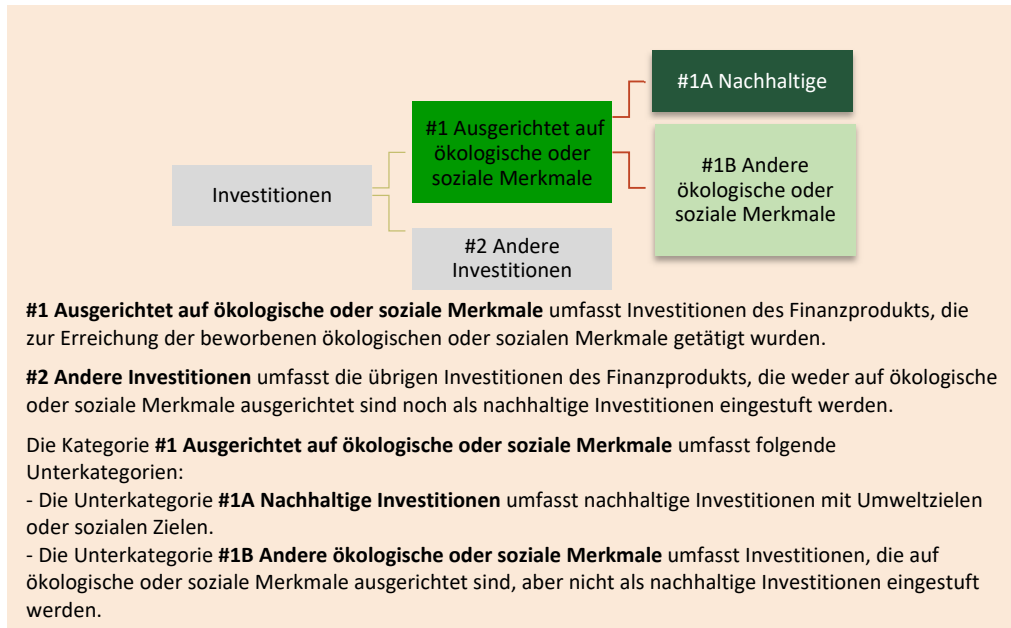 #1A Nachhaltige
#1 Ausgerichtet auf
ökologische oder
soziale Merkmale
#1B Andere
ökologische oder
soziale Merkmale
Investitionen
#2 Andere
Investitionen
#1 Ausgerichtet auf ökologische oder soziale Merkmale umfasst Investitionen des Finanzprodukts, die
zur Erreichung der beworbenen ökologischen oder sozialen Merkmale getätigt wurden.
#2 Andere Investitionen umfasst die übrigen Investitionen des Finanzprodukts, die weder auf ökologische
oder soziale Merkmale ausgerichtet sind noch als nachhaltige Investitionen eingestuft werden.
Die Kategorie #1 Ausgerichtet auf ökologische oder soziale Merkmale umfasst folgende
Unterkategorien:
- Die Unterkategorie #1A Nachhaltige Investitionen umfasst nachhaltige Investitionen mit Umweltzielen
oder sozialen Zielen.
- Die Unterkategorie #1B Andere ökologische oder soziale Merkmale umfasst Investitionen, die auf
ökologische oder soziale Merkmale ausgerichtet sind, aber nicht als nachhaltige Investitionen eingestuft
werden.